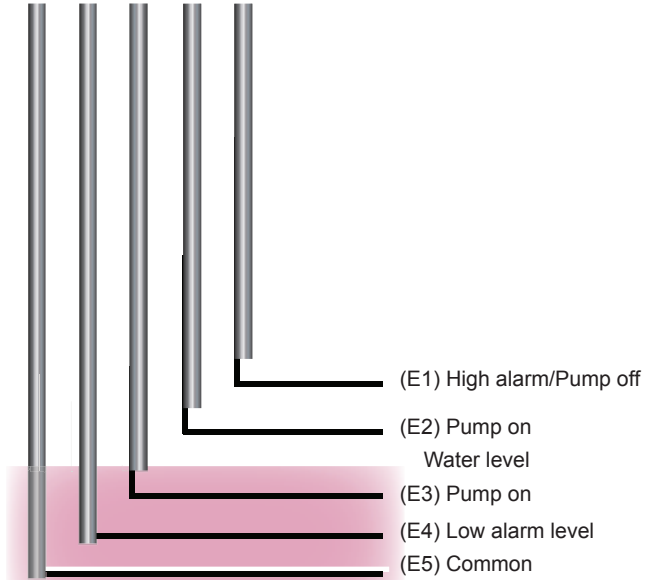 (E1) High alarm/Pump off
(E2) Pump on
Water level
(E3) Pump on
(E4) Low alarm level
(E5) Common